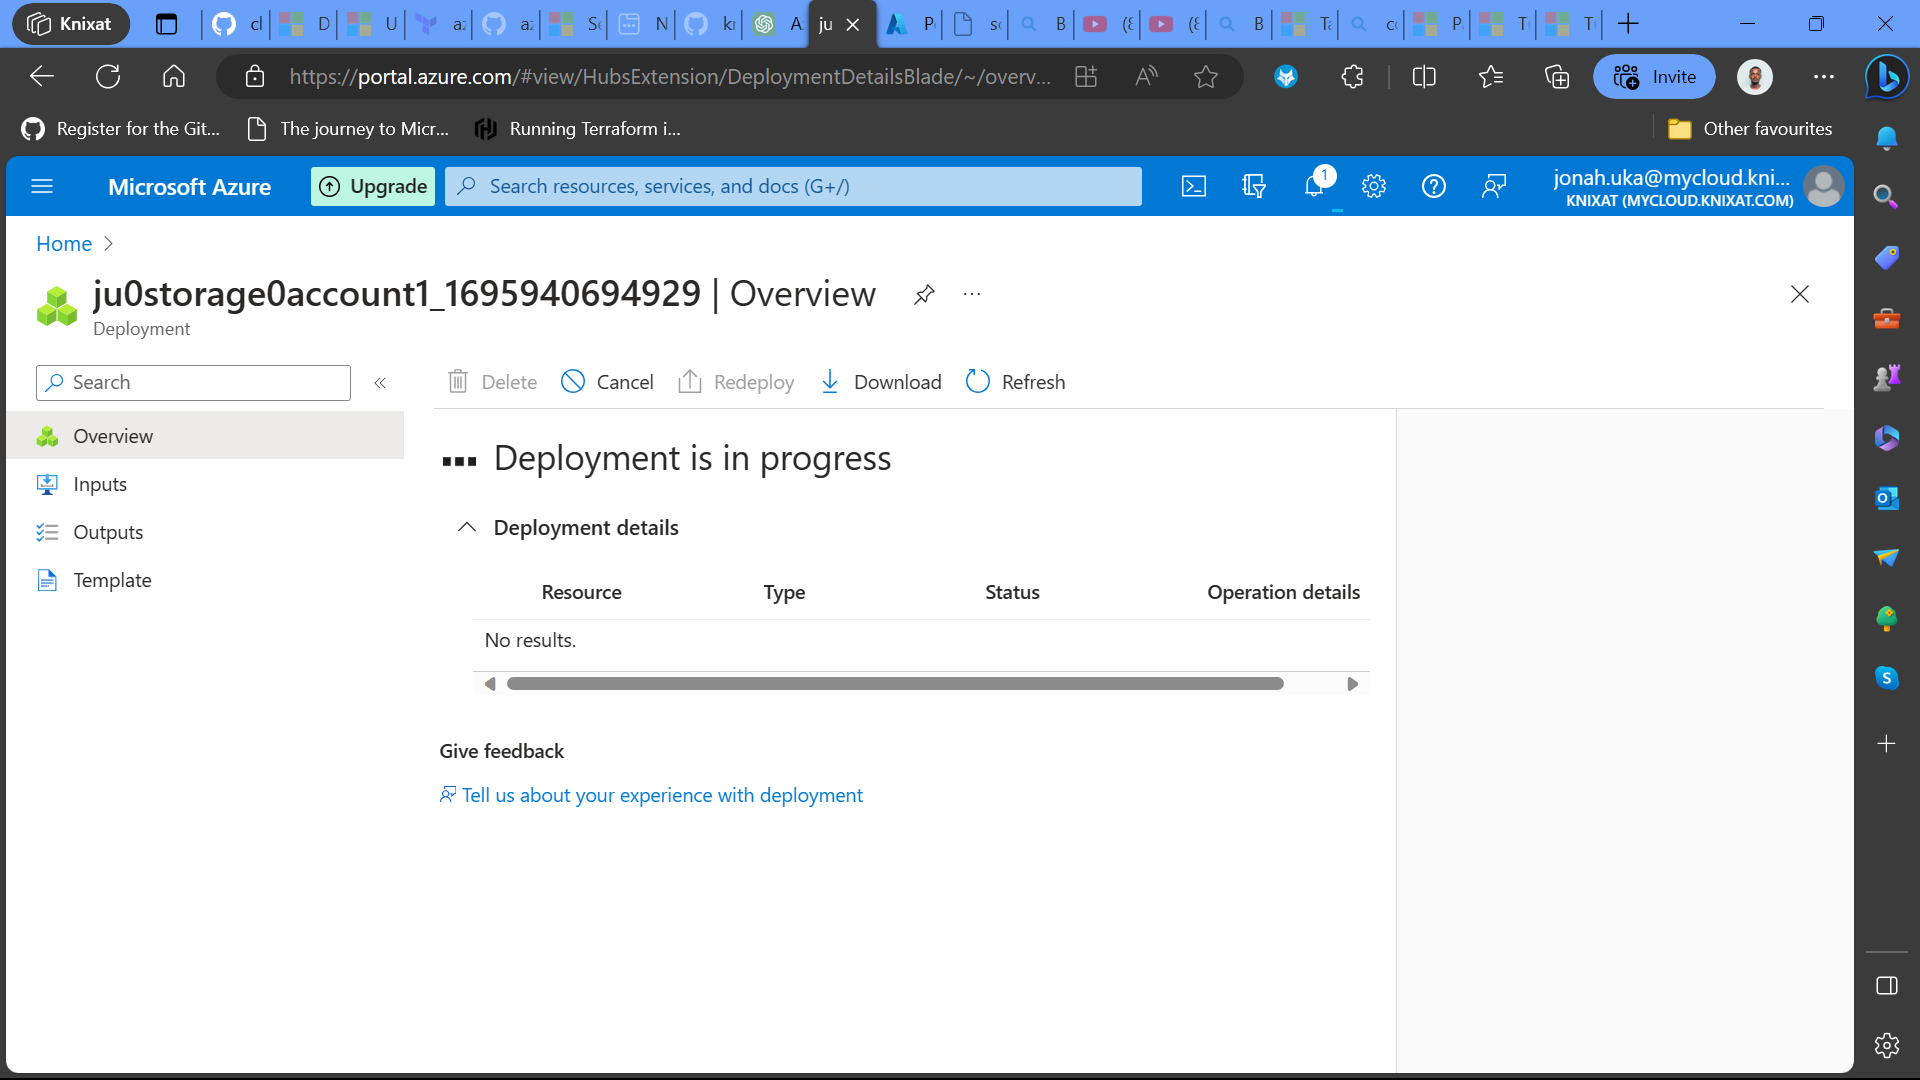 Knixat
https://portal.azure.com/#view/HubsExtension/DeploymentDetailsBlade/~/overv...
Invite
Register for the Git...
The journey to Micr...
Running Terraform i...
Other favourites
Microsoft Azure
Upgrade
Search resources, services, and docs (G+/)
1
jonah.uka@mycloud.kni...
KNIXAT (MYCLOUD.KNIXAT.COM)
Home
ju0storage0account1_1695940694929 | Overview
Deployment
Search
Delete
Cancel
Redeploy
Download
Refresh
Overview
Inputs
Outputs
Template
Deployment is in progress
Deployment details
Resource
Type
Status
Operation details
No results.
Give feedback
Tell us about your experience with deployment